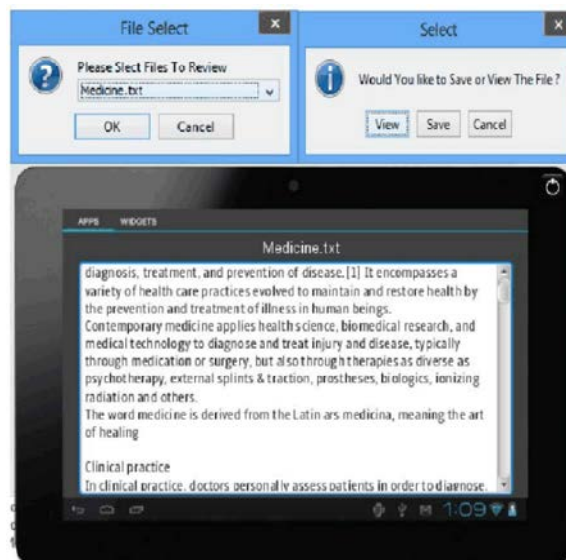 File Select
x
Please Slect Files To Review
Medicine.txt
OK
Cancel
Select
x
Would You like to Save or View The File ?
View
Save
Cancel
APPS
WIDGETS
Medicine.txt
diagnosis, treatment, and prevention of disease.[1] It encompasses a
variety of health care practices evolved to maintain and restore health by
the prevention and treatment of illness in human beings.
Contemporary medicine applies health science, biomedical research, and
medical technology to diagnose and treat injury and disease, typically
through medication or surgery, but also through therapies as diverse as
psychotherapy, external splints & traction, prostheses, biologics, ionizing
radiation and others.
The word medicine is derived from the Latin ars medicina, meaning the art
of healing
Clinical practice
In clinical practice, doctors personally assess patients in order to diagnose,
1:09